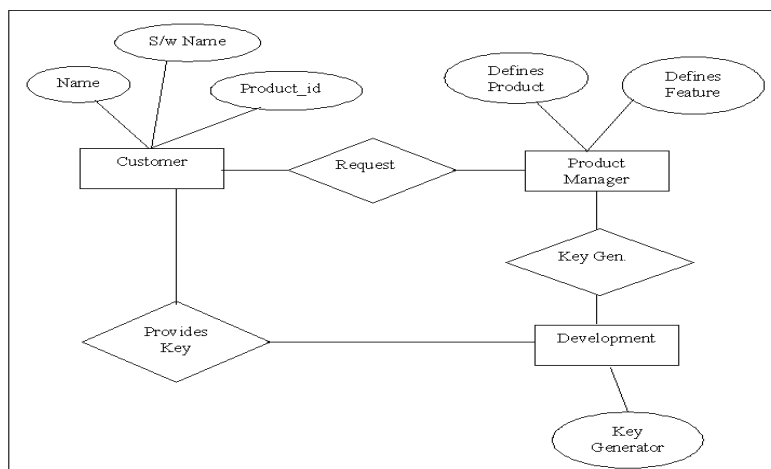 S/w Name
Name
Product_id
Defines
Product
Defines
Feature
Customer
Request
Product
Manager
Key Gen.
Provides
Key
Development
Key
Generator